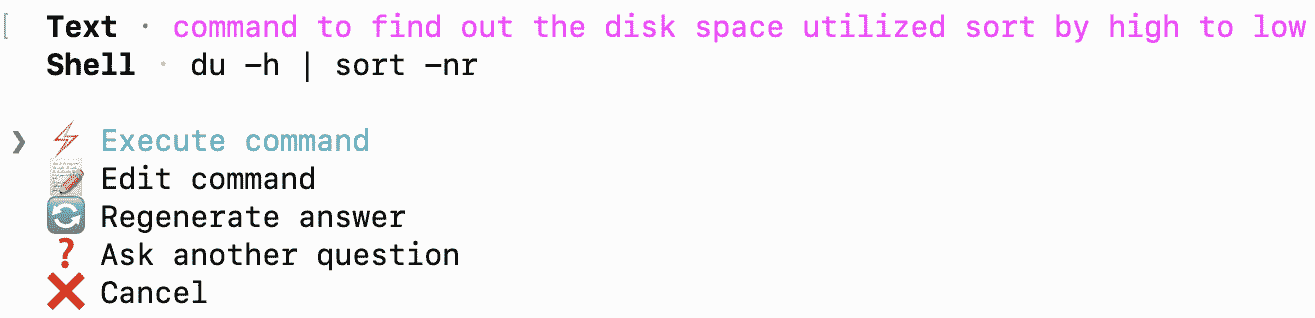 Text · command to find out the disk space utilized sort by high to low
Shell · du -h | sort -nr
❯ ⚡ Execute command
📝 Edit command
🔄 Regenerate answer
❓ Ask another question
❌ Cancel